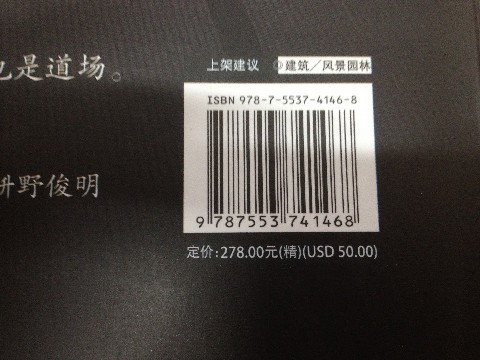 上架建议 ◎建筑／风景园林
也是道场。
ISBN 978-7-5537-4146-8
9 787553 741468
枡野俊明
定价:278.00元(精)(USD 50.00)